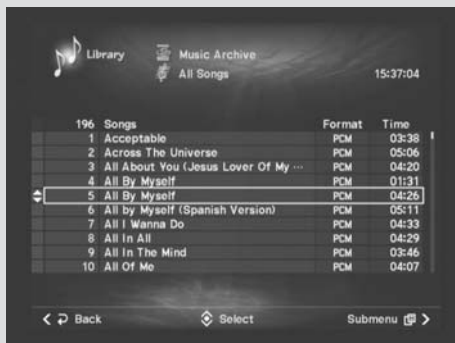 Library Music Archive
All Songs 15:37:04
196 Songs Format Time
1 Acceptable PCM 03:38
2 Across The Universe PCM 05:06
3 All About You (Jesus Lover Of My ··· PCM 04:20
4 All By Myself PCM 01:31
5 All By Myself PCM 04:26
6 All by Myself (Spanish Version) PCM 05:11
7 All I Wanna Do PCM 04:33
8 All In All PCM 04:29
9 All In The Mind PCM 03:46
10 All Of Me PCM 04:07
Back Select Submenu